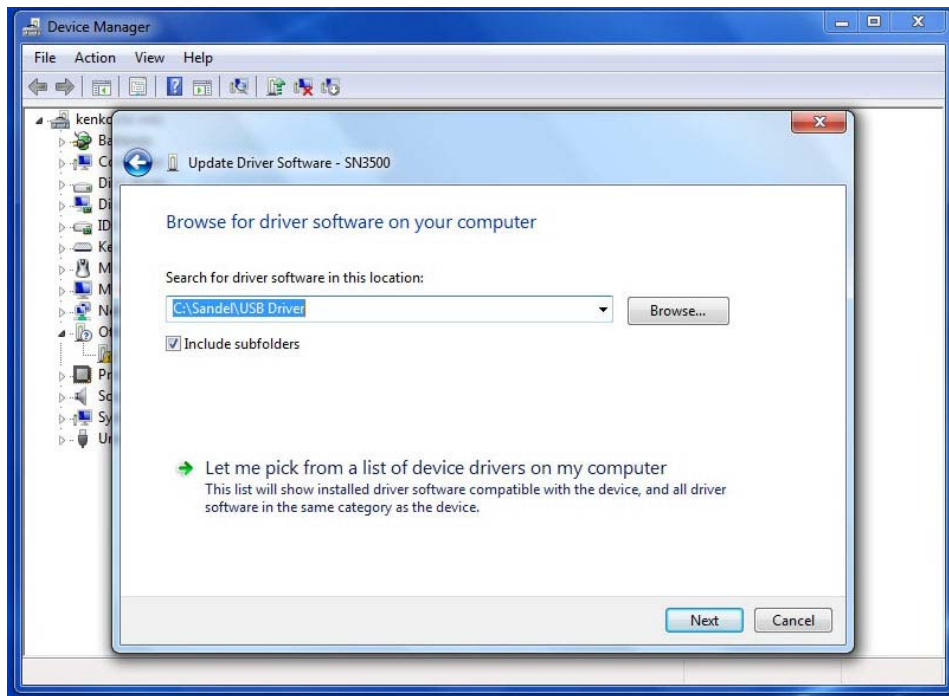 Device Manager
File Action View Help
Update Driver Software - SN3500
Browse for driver software on your computer
Search for driver software in this location:
C:\Sandel\USB Driver
Browse...
Include subfolders
Let me pick from a list of device drivers on my computer
This list will show installed driver software compatible with the device, and all driver
software in the same category as the device.
Next Cancel